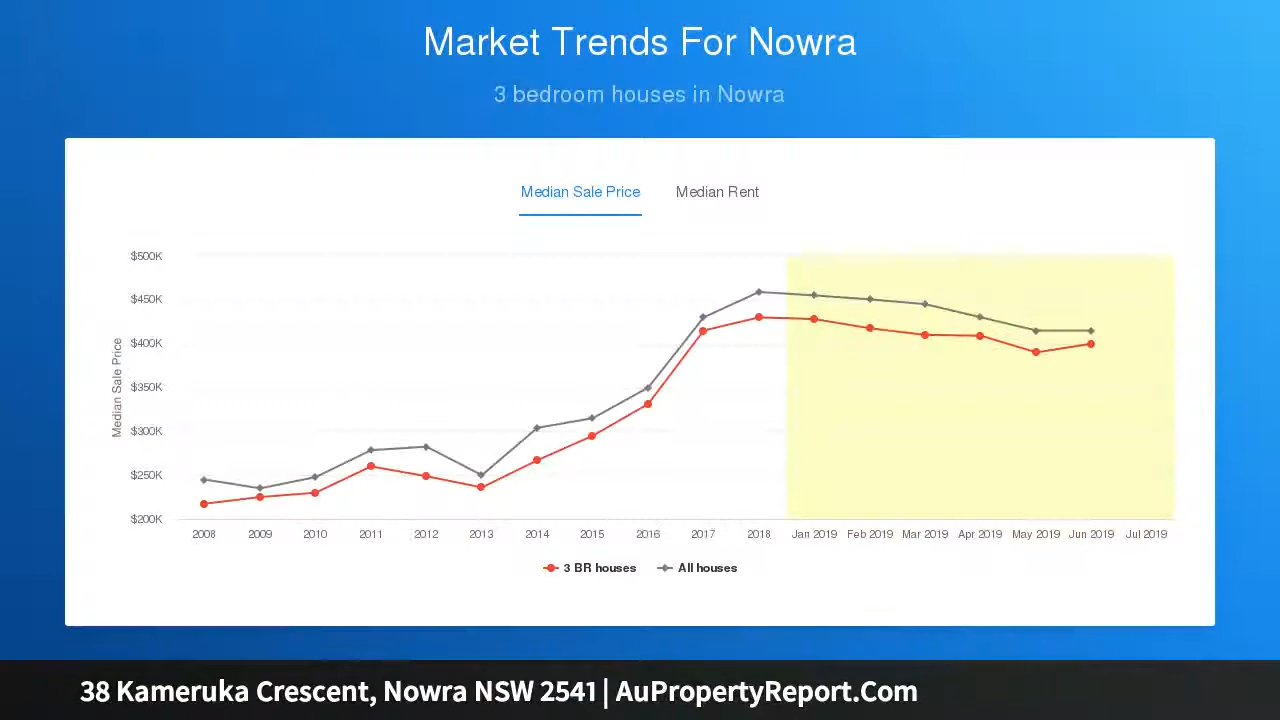 Market Trends For Nowra
3 bedroom houses in Nowra
Median Sale Price Median Rent
Median Sale Price
$500K
$450K
$400K
$350K
$300K
$250K
$200K
2008 2009 2010 2011 2012 2013 2014 2015 2016 2017 2018 Jan 2019 Feb 2019 Mar 2019 Apr 2019 May 2019 Jun 2019 Jul 2019
3 BR houses All houses
38 Kameruka Crescent, Nowra NSW 2541 | AuPropertyReport.Com